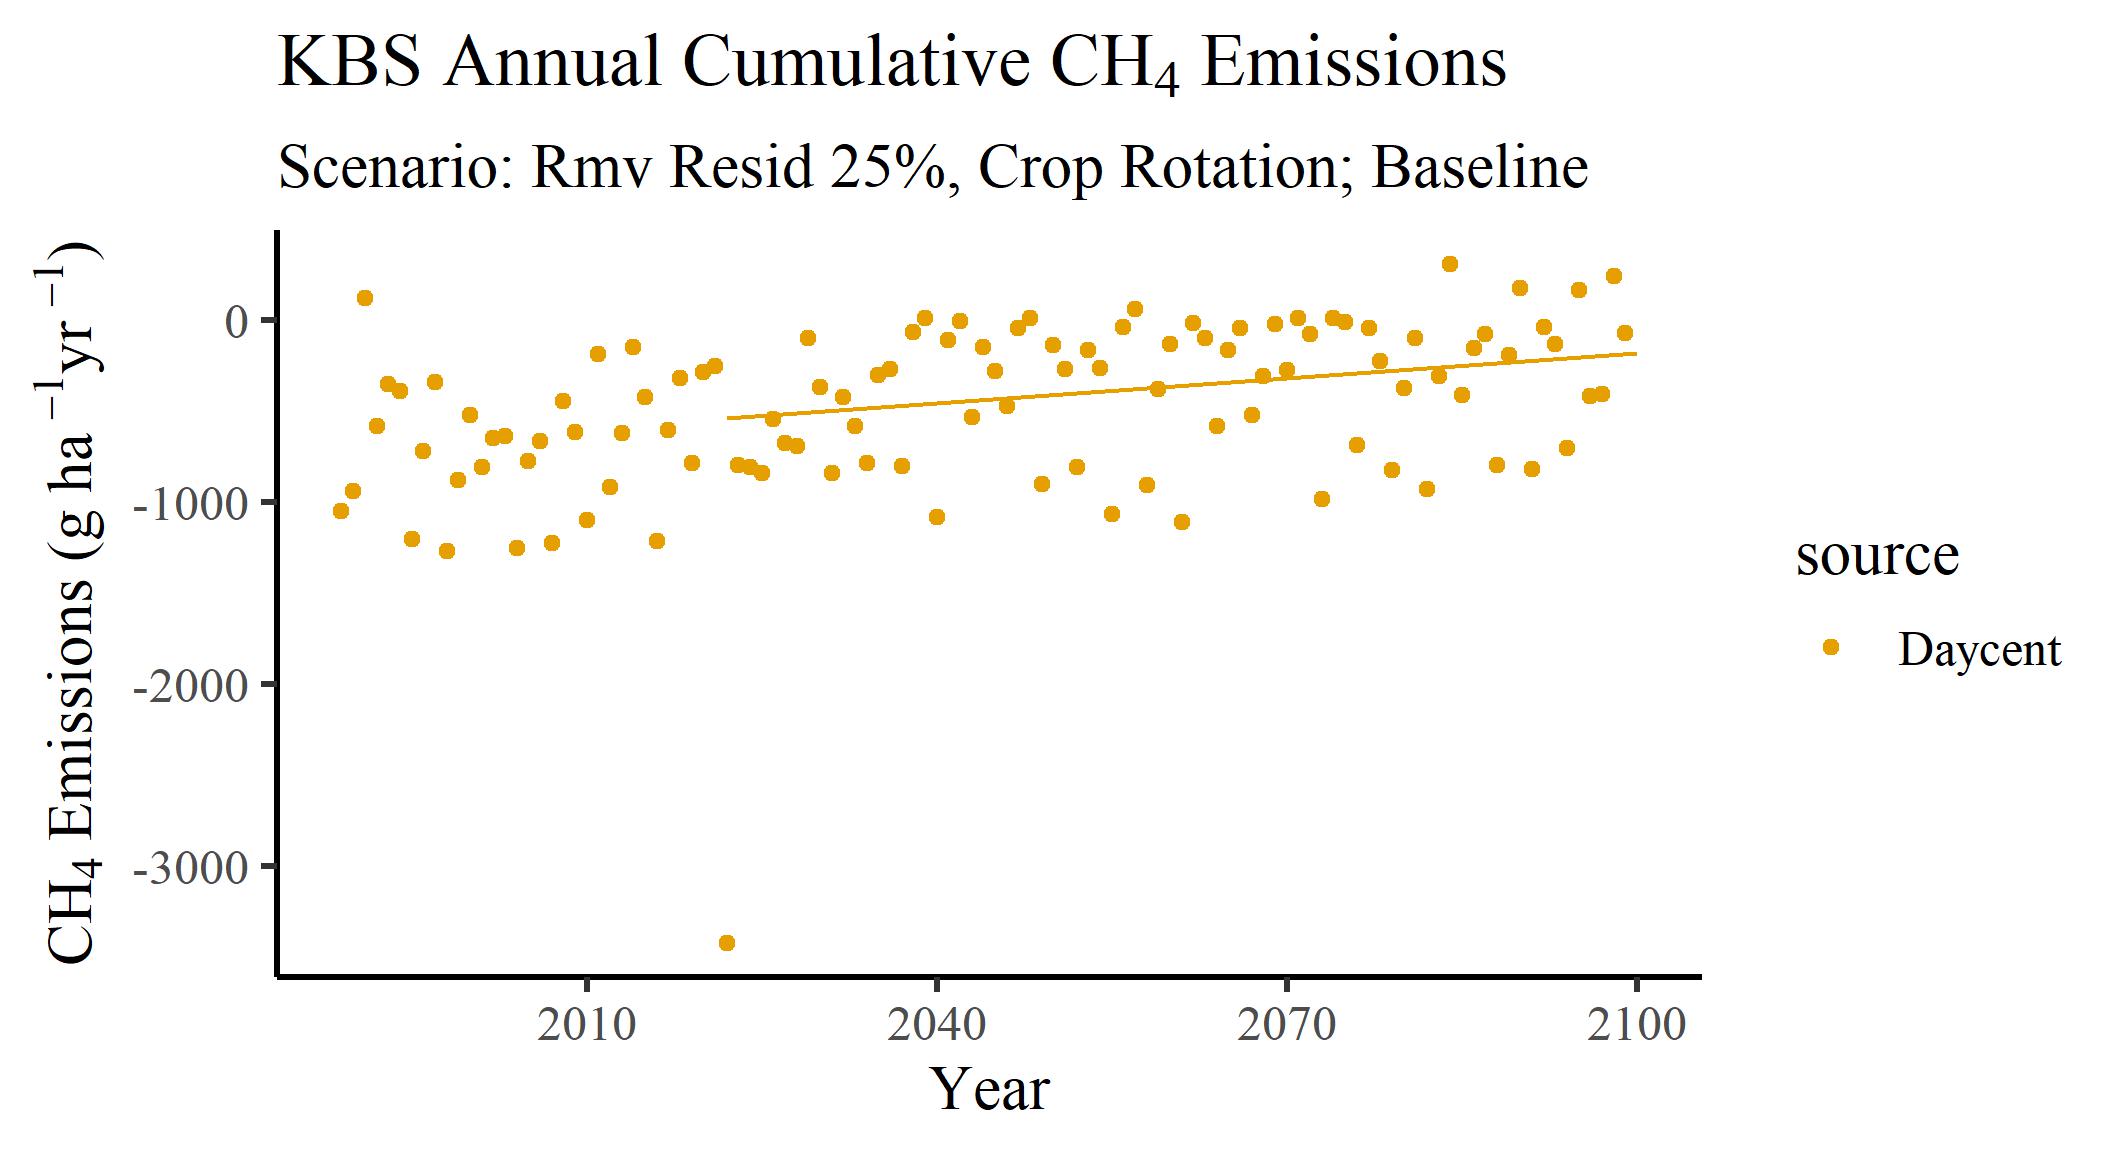 KBS Annual Cumulative CH₄ Emissions
Scenario: Rmv Resid 25%, Crop Rotation; Baseline
CH₄ Emissions (g ha ⁻¹yr ⁻¹)
0
-1000
-2000
-3000
2010 2040 2070 2100
Year
source
Daycent